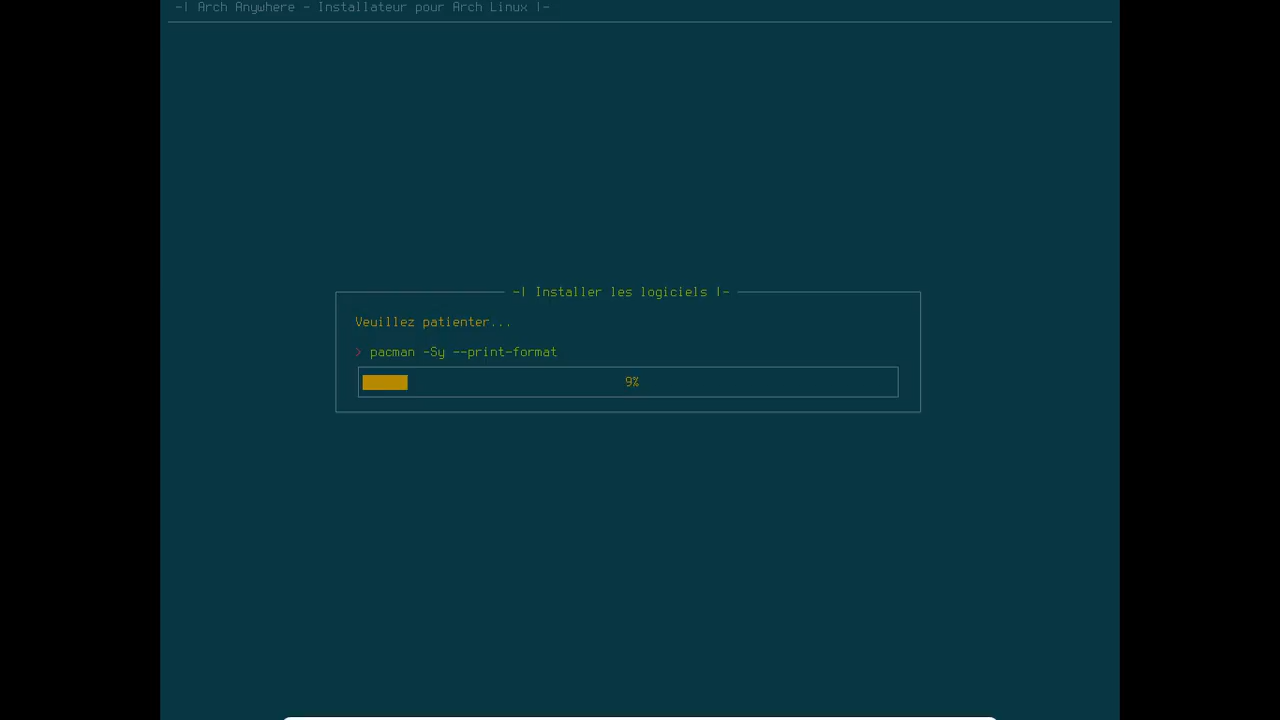 -| Arch Anywhere - Installateur pour Arch Linux |-
-| Installer les logiciels |-
Veuillez patienter...
> pacman -Sy --print-format
9%